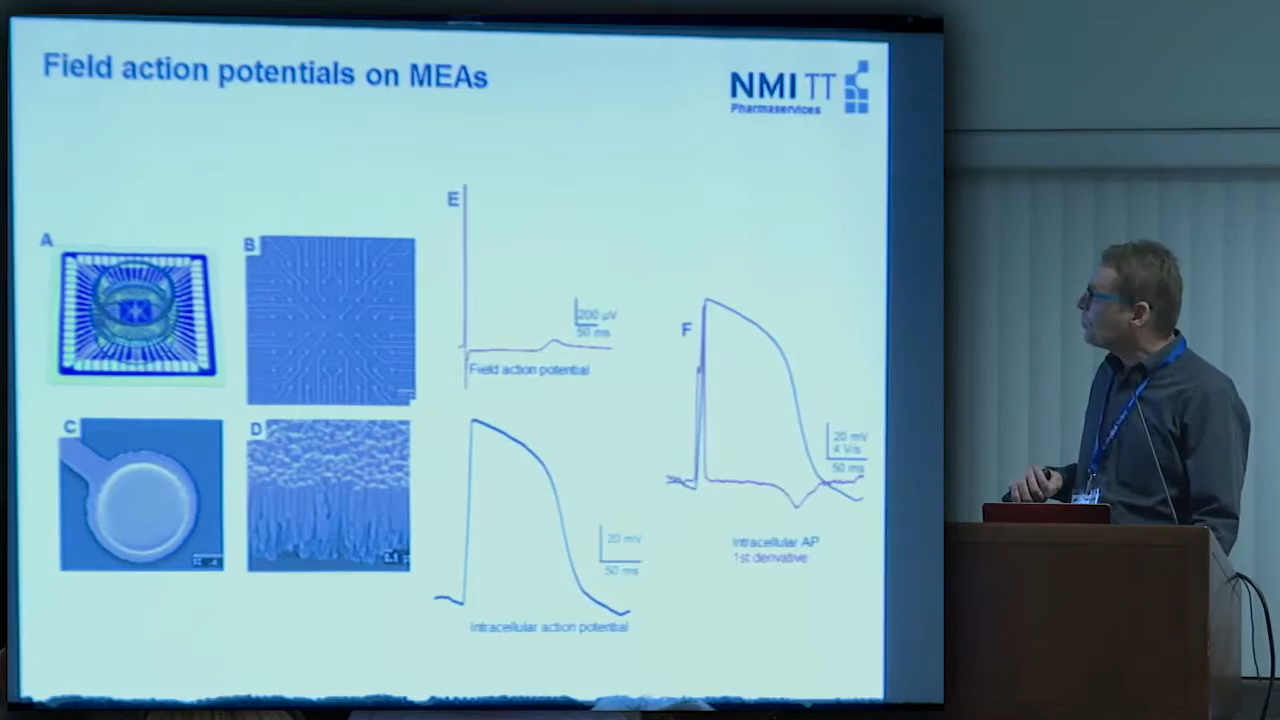 Field action potentials on MEAs
NMI TT
Pharmaservices
A
B
C
D
E
200 µV
50 ms
Field action potential
20 mV
50 ms
Intracellular action potential
F
20 mV
4 V/s
50 ms
Intracellular AP
1st derivative